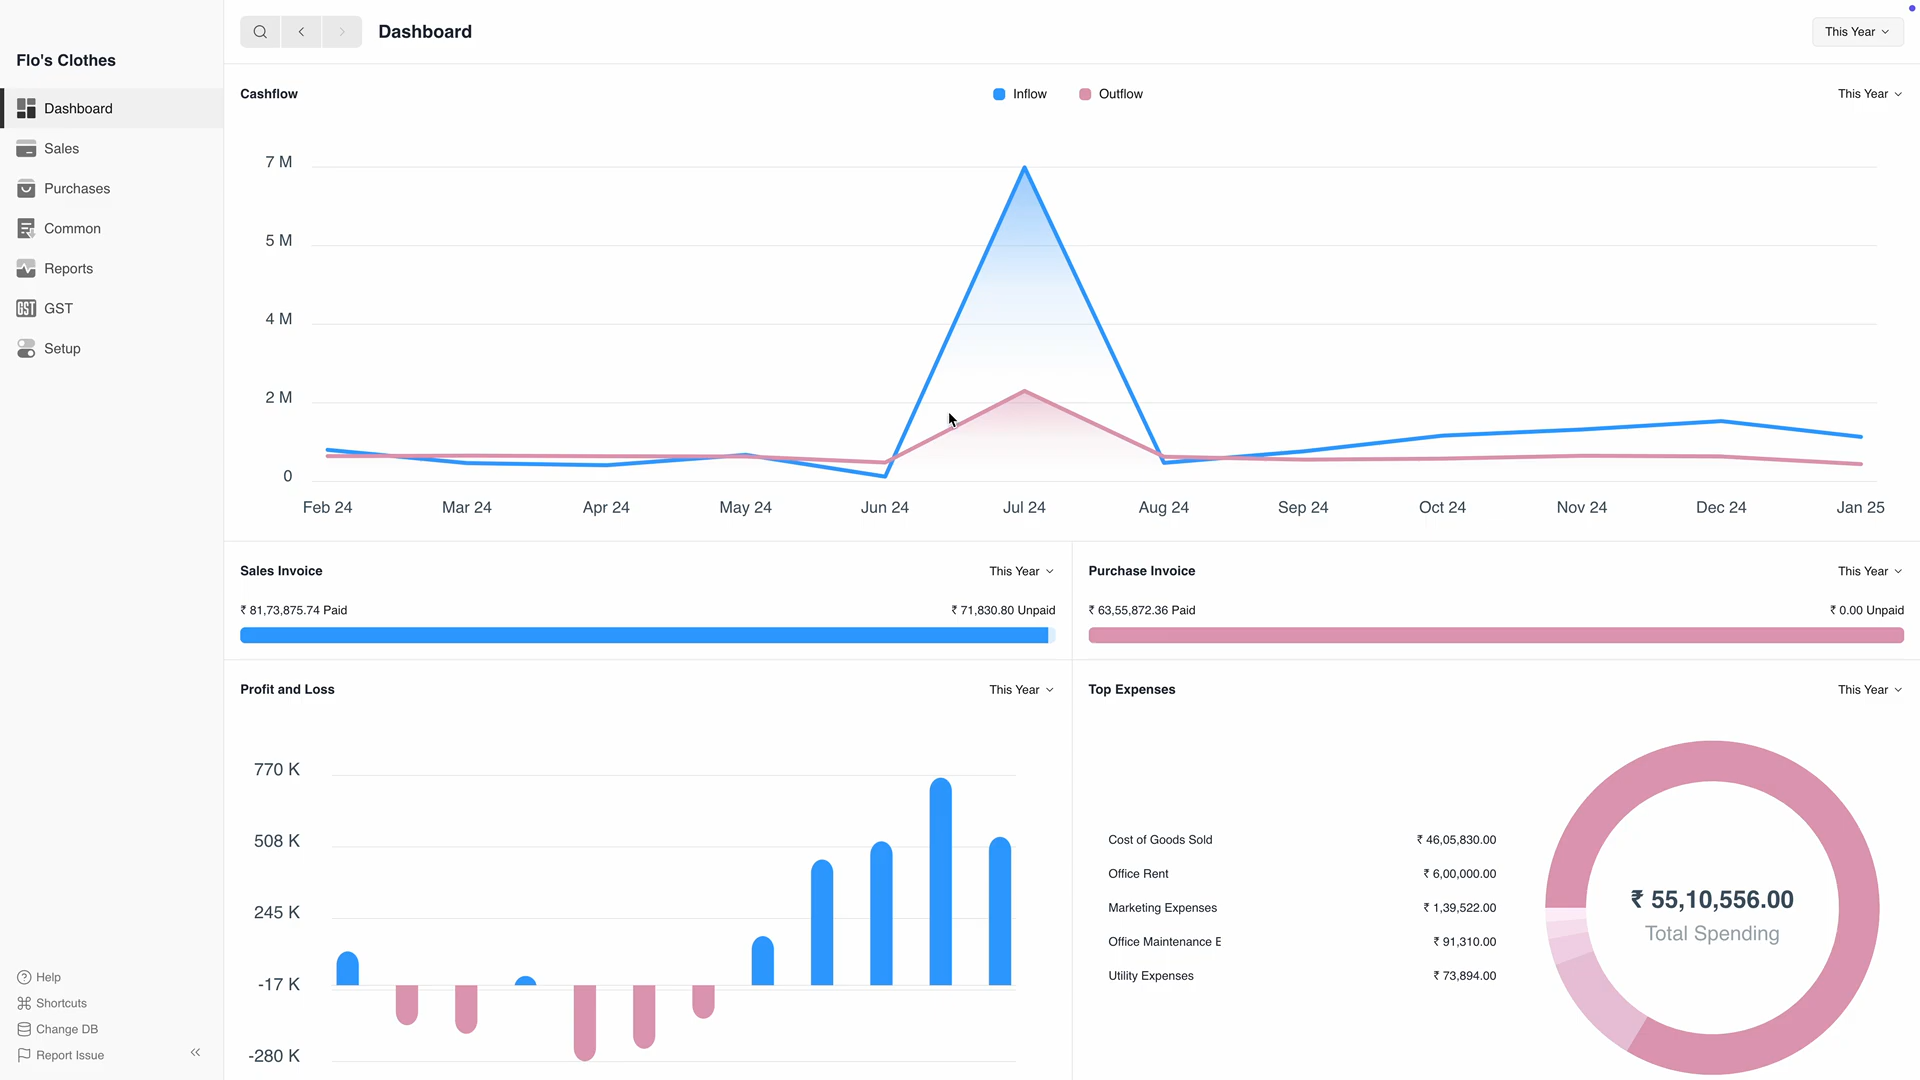 Flo's Clothes
Dashboard
Sales
Purchases
Common
Reports
GST
GST
Setup
Help
Shortcuts
Change DB
Report Issue
Dashboard
This Year
Cashflow
Inflow
Outflow
This Year
7 M
5 M
4 M
2 M
0
Feb 24 Mar 24 Apr 24 May 24 Jun 24 Jul 24 Aug 24 Sep 24 Oct 24 Nov 24 Dec 24 Jan 25
Sales Invoice
This Year
₹ 81,73,875.74 Paid
₹ 71,830.80 Unpaid
Purchase Invoice
This Year
₹ 63,55,872.36 Paid
₹ 0.00 Unpaid
Profit and Loss
This Year
770 K
508 K
245 K
-17 K
-280 K
Top Expenses
This Year
Cost of Goods Sold ₹ 46,05,830.00
Office Rent ₹ 6,00,000.00
Marketing Expenses ₹ 1,39,522.00
Office Maintenance E ₹ 91,310.00
Utility Expenses ₹ 73,894.00
₹ 55,10,556.00
Total Spending